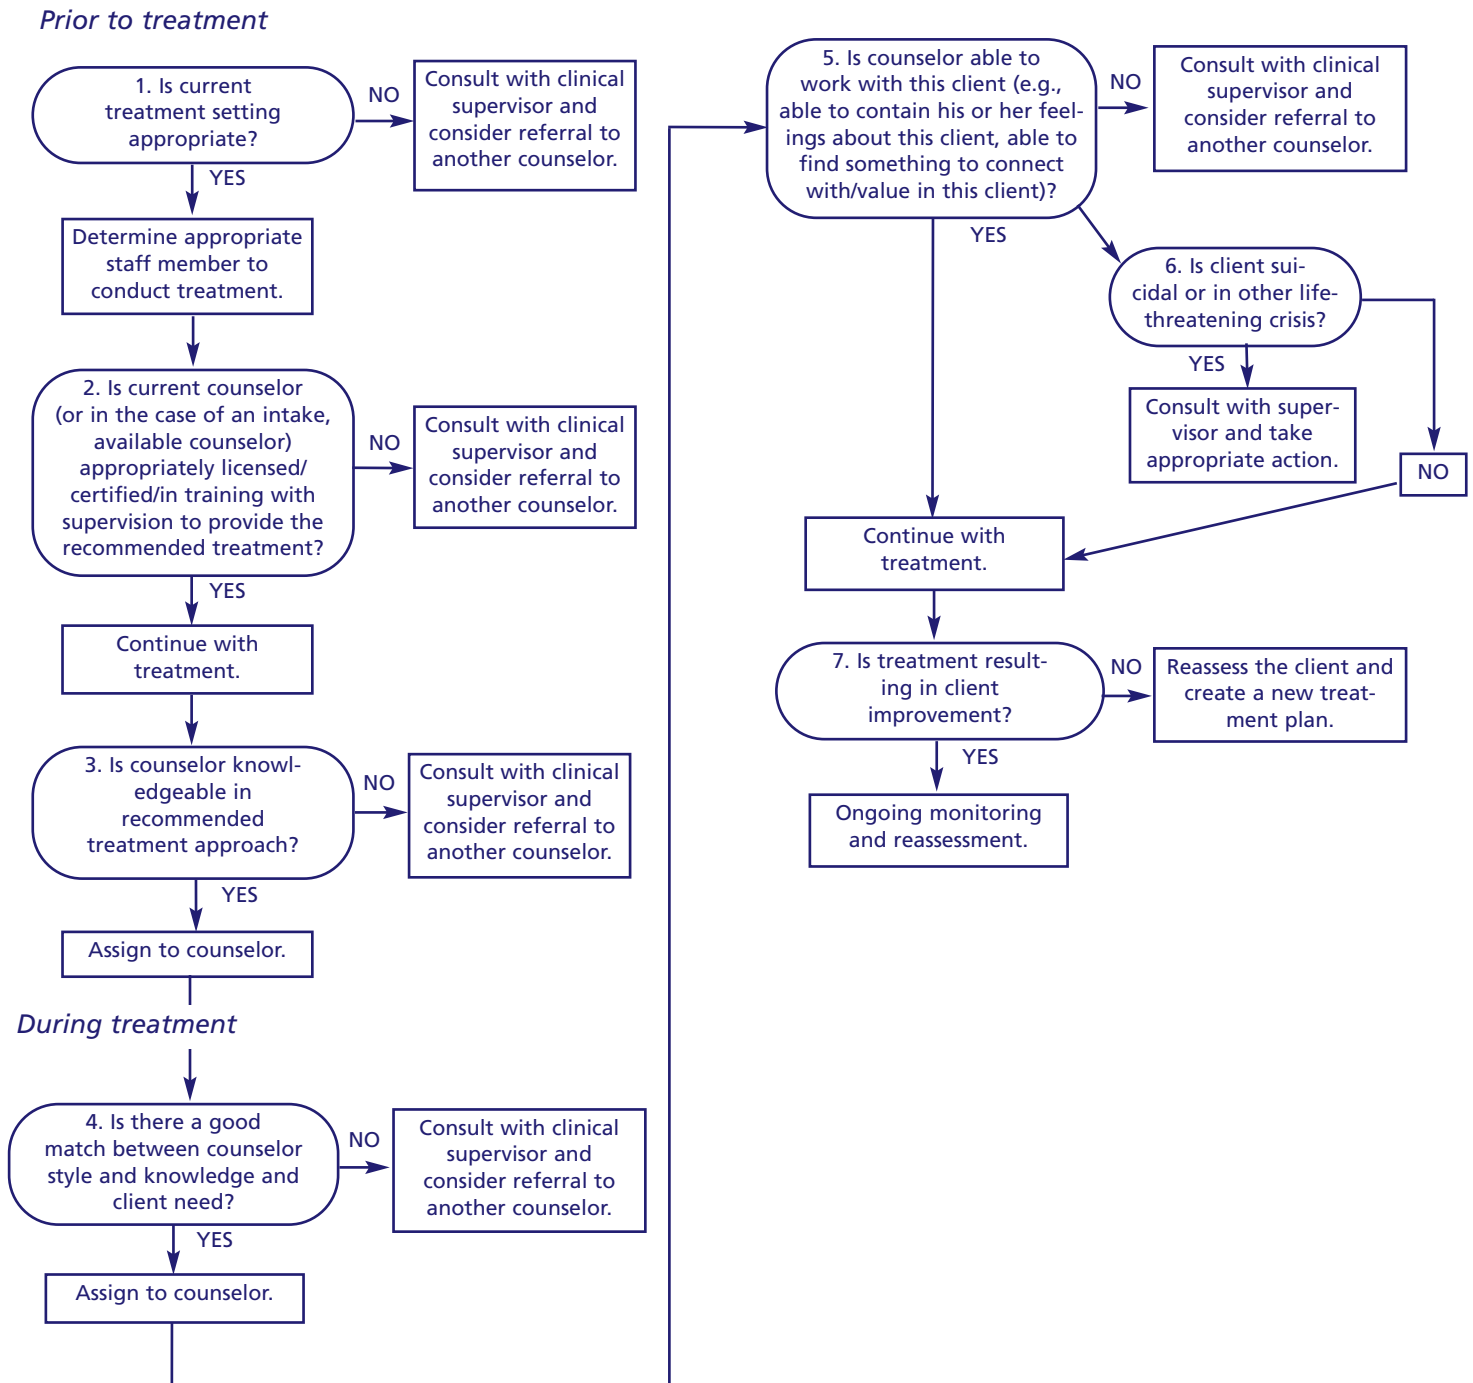 Prior to treatment
1. Is current
treatment setting
appropriate?
NO
Consult with clinical
supervisor and
consider referral to
another counselor.
YES
Determine appropriate
staff member to
conduct treatment.
2. Is current counselor
(or in the case of an intake,
available counselor)
appropriately licensed/
certified/in training with
supervision to provide the
recommended treatment?
NO
Consult with clinical
supervisor and
consider referral to
another counselor.
YES
Continue with
treatment.
3. Is counselor knowl-
edgeable in
recommended
treatment approach?
NO
Consult with clinical
supervisor and
consider referral to
another counselor.
YES
Assign to counselor.
During treatment
4. Is there a good
match between counselor
style and knowledge and
client need?
NO
Consult with clinical
supervisor and
consider referral to
another counselor.
YES
Assign to counselor.
5. Is counselor able to
work with this client (e.g.,
able to contain his or her feel-
ings about this client, able to
find something to connect
with/value in this client)?
NO
Consult with clinical
supervisor and
consider referral to
another counselor.
YES
6. Is client sui-
cidal or in other life-
threatening crisis?
YES
Consult with super-
visor and take
appropriate action.
NO
Continue with
treatment.
7. Is treatment result-
ing in client
improvement?
NO
Reassess the client and
create a new treat-
ment plan.
YES
Ongoing monitoring
and reassessment.